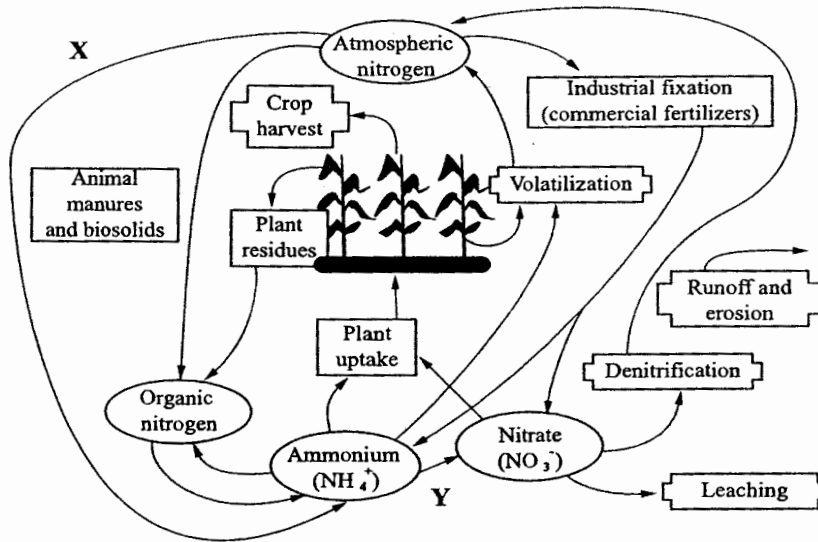 X
Atmospheric
nitrogen
Industrial fixation
(commercial fertilizers)
Crop
harvest
Animal
manures
and biosolids
Volatilization
Plant
residues
Runoff and
erosion
Plant
uptake
Denitrification
Organic
nitrogen
Ammonium
(NH₄⁺)
Y
Nitrate
(NO₃⁻)
Leaching